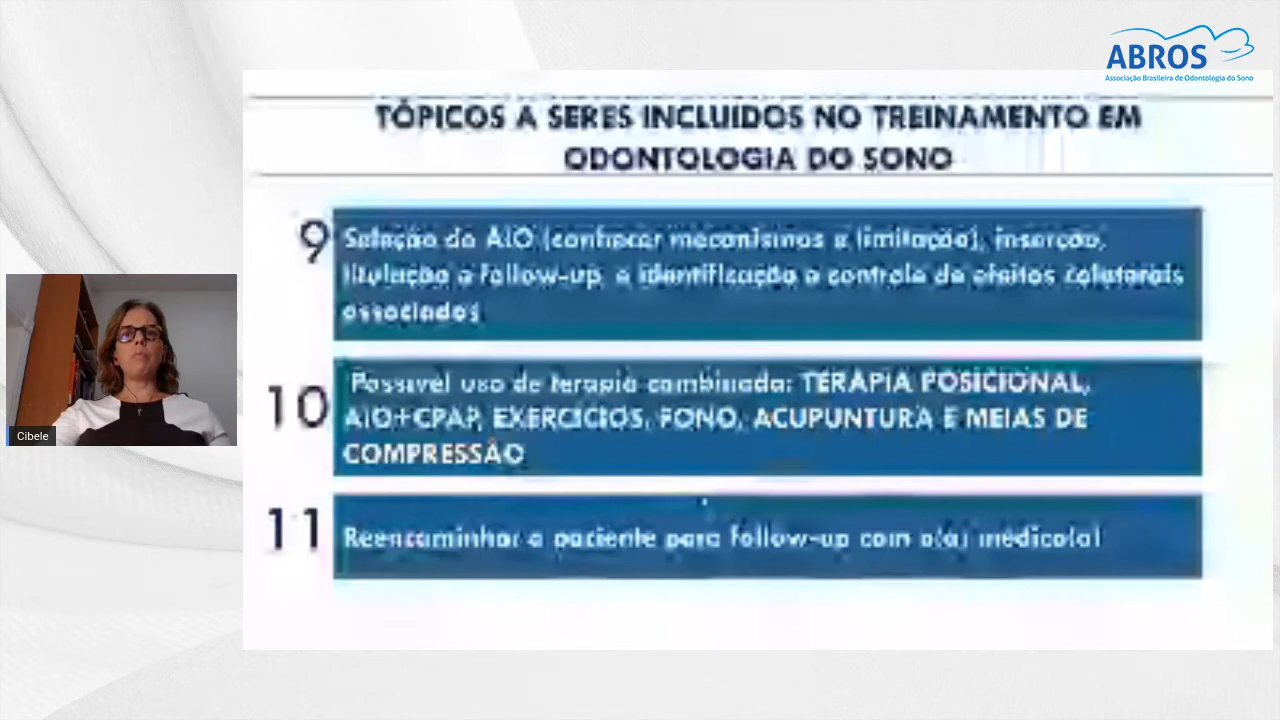 ABROS
Associação Brasileira de Odontologia do Sono
TÓPICOS A SERES INCLUIDOS NO TREINAMENTO EM
ODONTOLOGIA DO SONO
9
Seleção do AIO (conhecer mecanismos e limitação), inserção,
titulação e follow-up, e identificação e controle de efeitos colaterais
associados
10
Possível uso de terapia combinada: TERAPIA POSICIONAL,
AIO+CPAP, EXERCÍCIOS, FONO, ACUPUNTURA E MEIAS DE
COMPRESSÃO
11
Reencaminhar o paciente para follow-up com o(a) médico(a)
Cibele